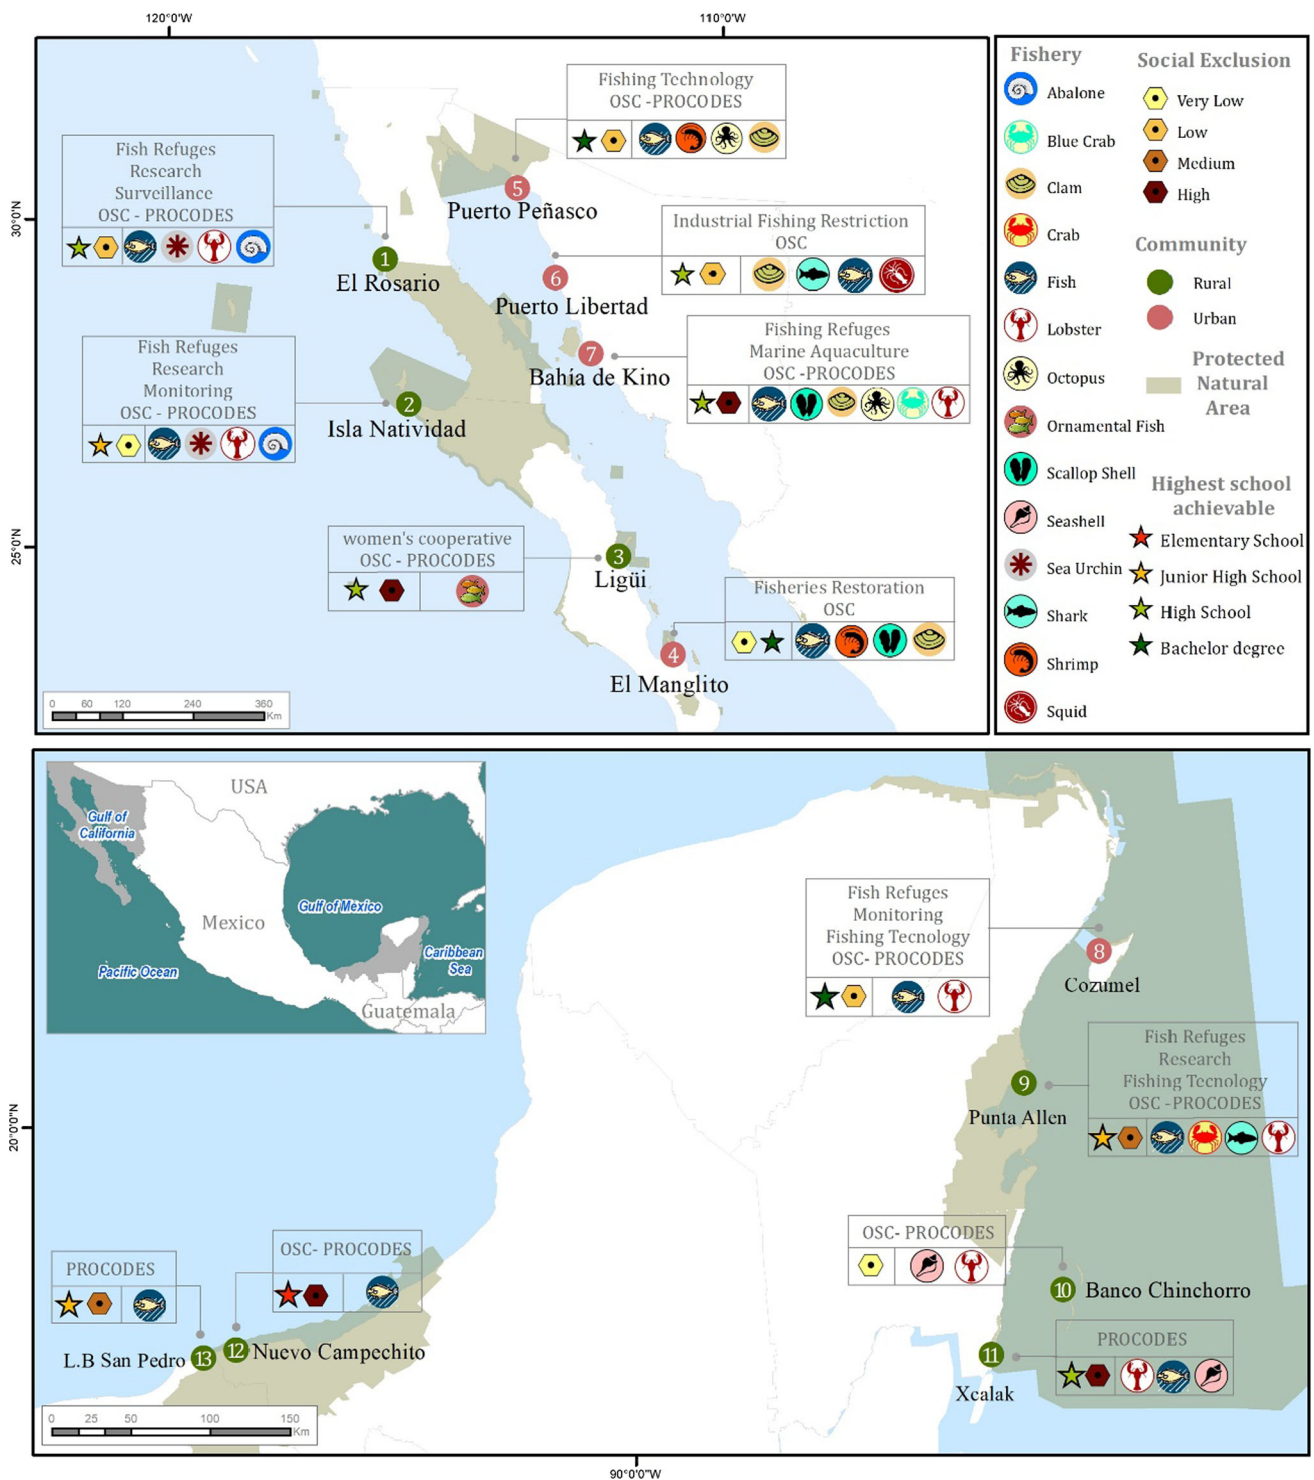 120°0'W
110°0'W
30°0'N
25°0'N
Fishing Technology
OSC -PROCODES
Fish Refuges
Research
Surveillance
OSC - PROCODES
5
Puerto Peñasco
Industrial Fishing Restriction
OSC
1
El Rosario
6
Puerto Libertad
Fishing Refuges
Marine Aquaculture
OSC -PROCODES
7
Bahía de Kino
Fish Refuges
Research
Monitoring
OSC - PROCODES
2
Isla Natividad
women's cooperative
OSC - PROCODES
3
Ligüi
Fisheries Restoration
OSC
4
El Manglito
0 60 120 240 360
Km
Fishery
Abalone
Blue Crab
Clam
Crab
Fish
Lobster
Octopus
Ornamental Fish
Scallop Shell
Seashell
Sea Urchin
Shark
Shrimp
Squid
Social Exclusion
Very Low
Low
Medium
High
Community
Rural
Urban
Protected
Natural
Area
Highest school
achievable
Elementary School
Junior High School
High School
Bachelor degree
USA
Gulf of
California
Mexico
Gulf of Mexico
Pacific Ocean
Caribbean
Sea
Guatemala
Fish Refuges
Monitoring
Fishing Tecnology
OSC- PROCODES
8
Cozumel
Fish Refuges
Research
Fishing Tecnology
OSC -PROCODES
9
Punta Allen
20°0'0"N
OSC- PROCODES
10
Banco Chinchorro
PROCODES
11
Xcalak
OSC- PROCODES
12
Nuevo Campechito
PROCODES
L.B San Pedro
13
0 25 50 100 150
Km
90°0'0"W